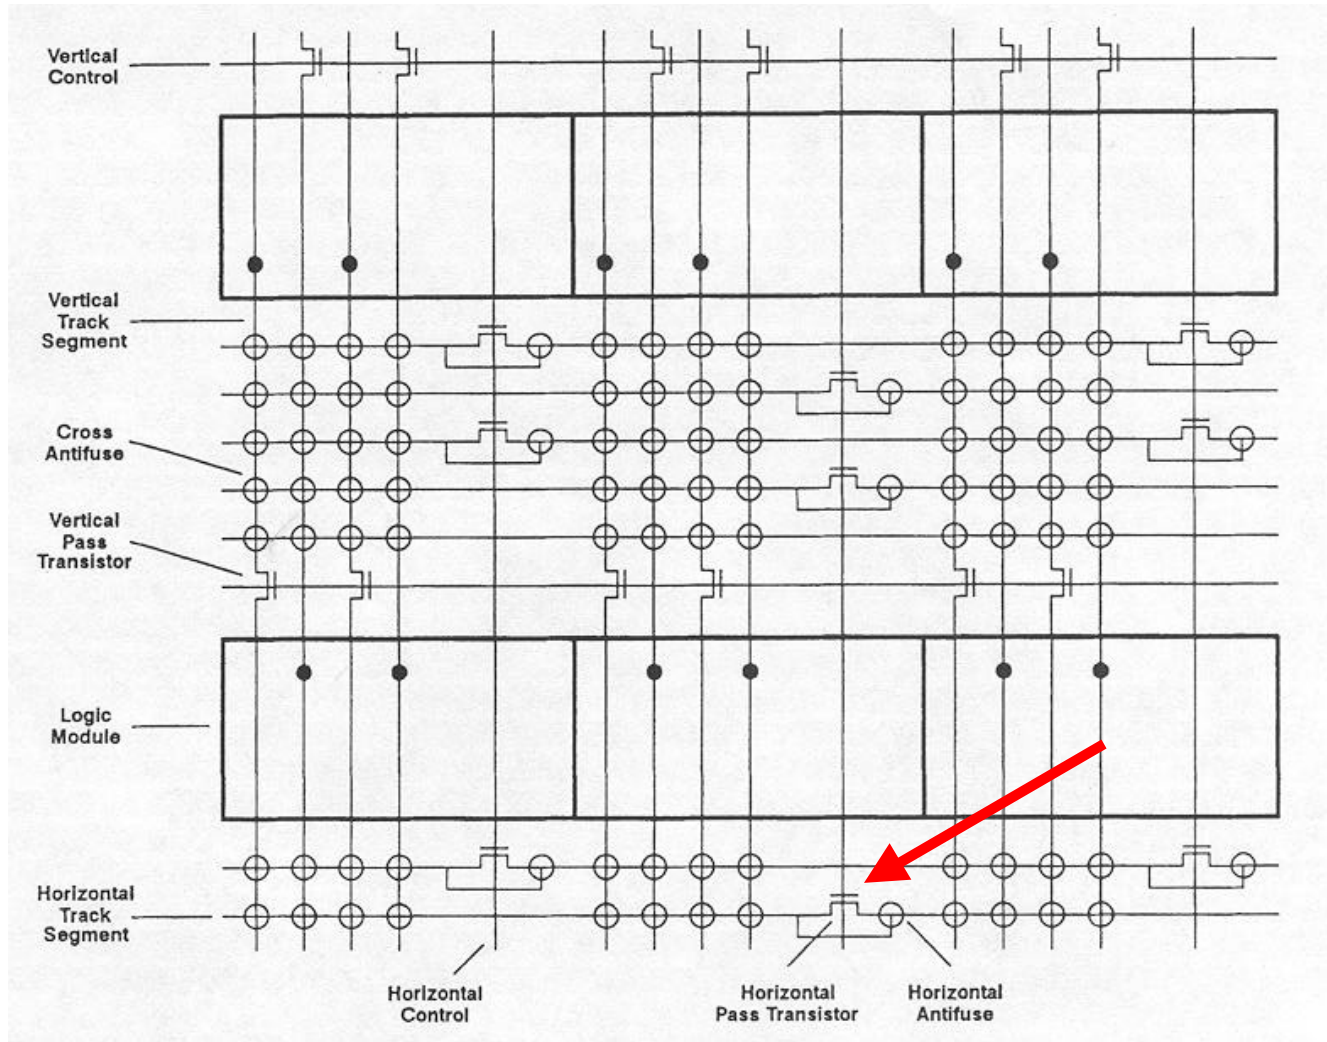 Vertical
Control
Vertical
Track
Segment
Cross
Antifuse
Vertical
Pass
Transistor
Logic
Module
Horizontal
Track
Segment
Horizontal
Control
Horizontal
Pass Transistor
Horizontal
Antifuse